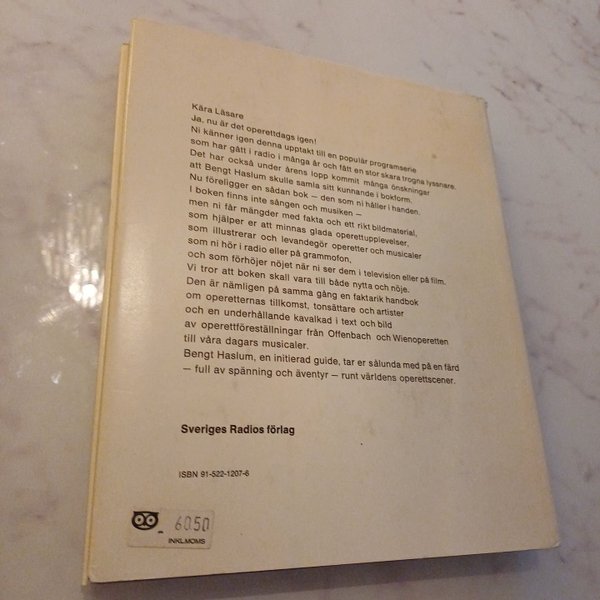 Kära Läsare
Ja, nu är det operettdags igen!
Ni känner igen denna upptakt till en populär programserie
som har gått i radio i många år och fått en stor skara trogna lyssnare.
Det har också under årens lopp kommit många önskningar
att Bengt Haslum skulle samla sitt kunnande i bokform.
Nu föreligger en sådan bok – den som ni håller i handen.
I boken finns inte sången och musiken –
men ni får mängder med fakta och ett rikt bildmaterial,
som hjälper er att minnas glada operettupplevelser,
som illustrerar och levandegör operetter och musicaler
som ni hör i radio eller på grammofon,
och som förhöjer nöjet när ni ser dem i television eller på film.
Vi tror att boken skall vara till både nytta och nöje.
Den är nämligen på samma gång en faktarik handbok
om operetternas tillkomst, tonsättare och artister
och en underhållande kavalkad i text och bild
av operettföreställningar från Offenbach och Wienoperetten
till våra dagars musicaler.
Bengt Haslum, en initierad guide, tar er sålunda med på en färd
– full av spänning och äventyr – runt världens operettscener.
Sveriges Radios förlag
ISBN 91-522-1207-6
6050
INKL.MOMS